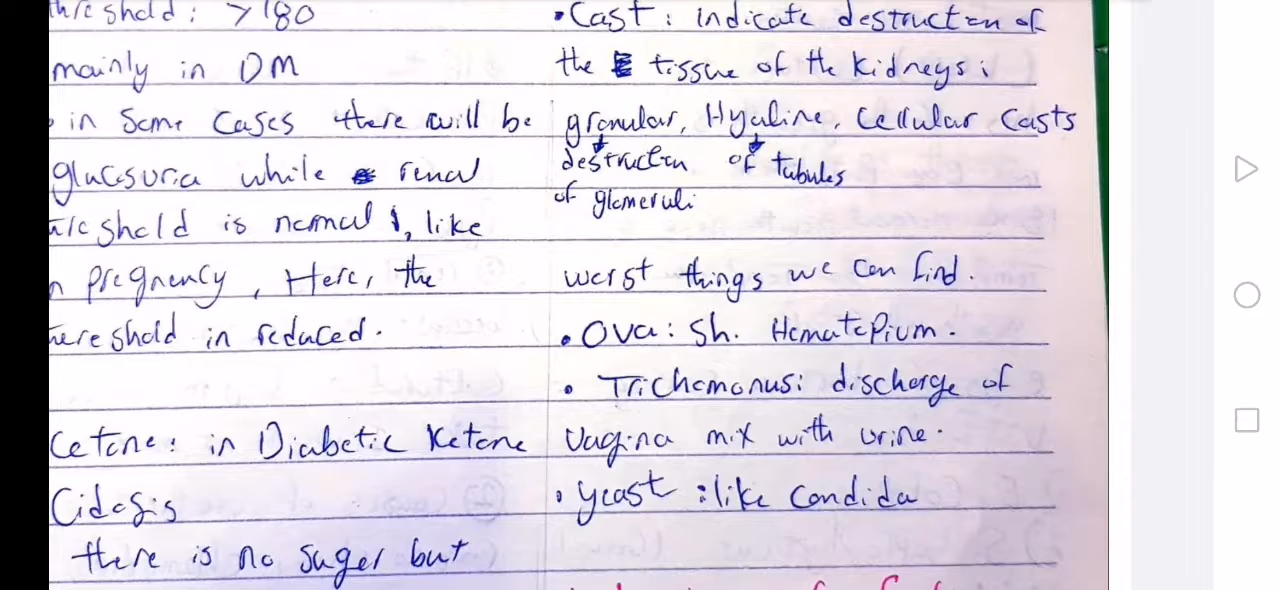 threshold: >180
mainly in DM
in some cases there will be
glucosuria while renal
threshold is normal, like
in pregnancy, Here, the
threshold in reduced.
Ketone: in Diabetic Ketone
Cidosis
there is no suger but
• Cast: indicate destruction of
the tissue of the kidneys:
granular, Hyaline, Cellular casts
destruction of tubules
of glomeruli
worst things we can find.
• Ova: Sh. Hematopium.
• Trichomonus: discharge of
Vagina mix with urine.
• yeast: like Candida